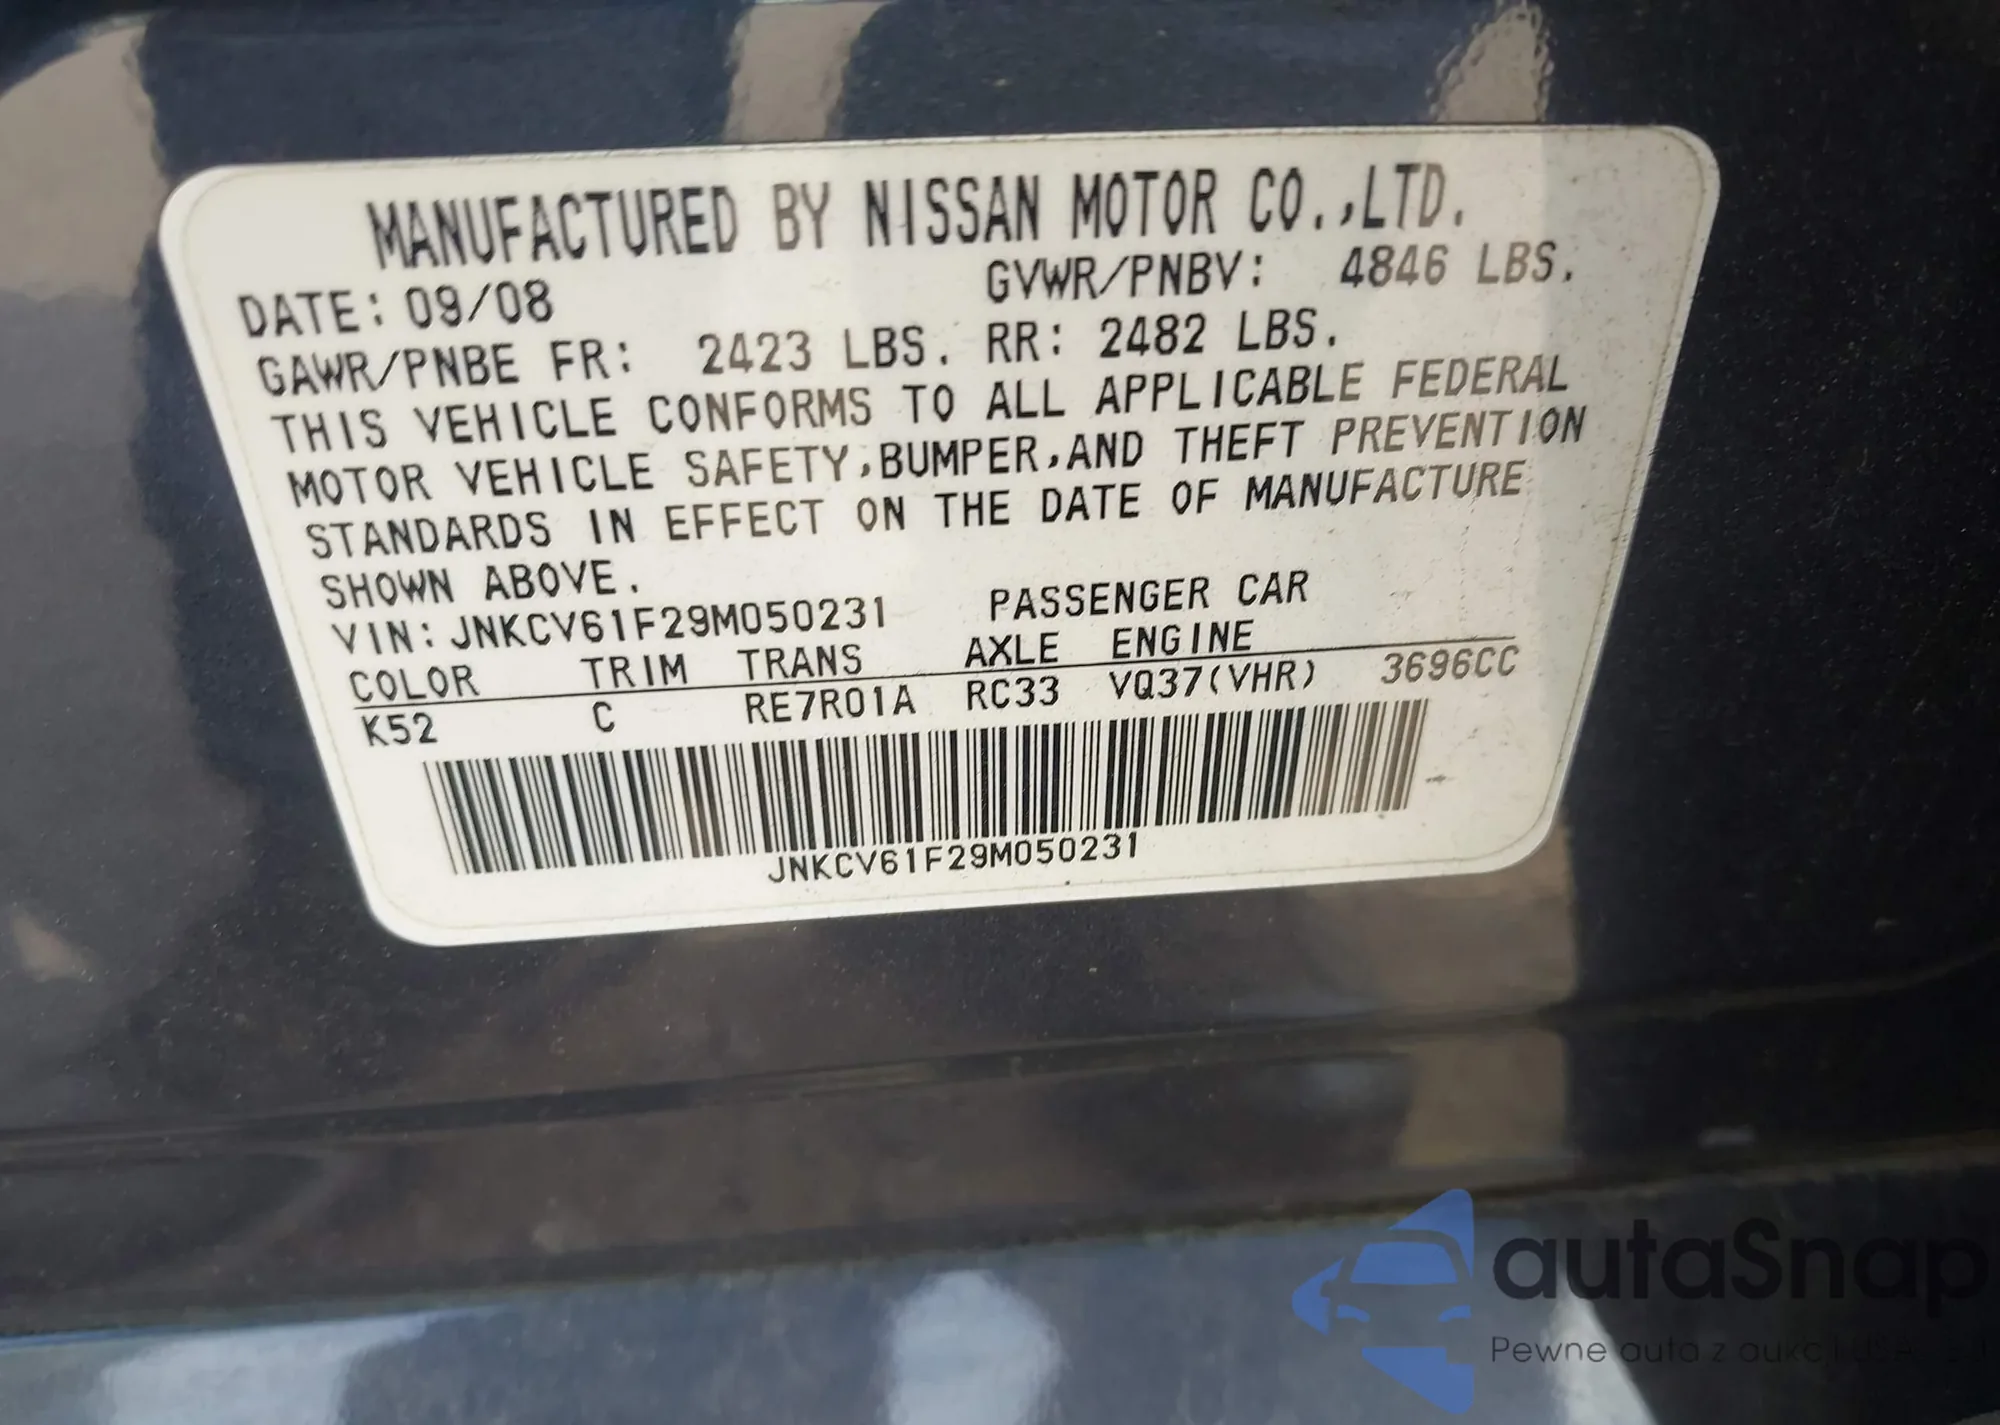 MANUFACTURED BY NISSAN MOTOR CO.,LTD.
DATE: 09/08 GVWR/PNBV: 4846 LBS.
GAWR/PNBE FR: 2423 LBS. RR: 2482 LBS.
THIS VEHICLE CONFORMS TO ALL APPLICABLE FEDERAL
MOTOR VEHICLE SAFETY,BUMPER,AND THEFT PREVENTION
STANDARDS IN EFFECT ON THE DATE OF MANUFACTURE
SHOWN ABOVE.
VIN: JNKCV61F29M050231 PASSENGER CAR
COLOR TRIM TRANS AXLE ENGINE
K52 C RE7R01A RC33 VQ37(VHR) 3696CC
JNKCV61F29M050231
autaSnap
Pewne auta z aukcji